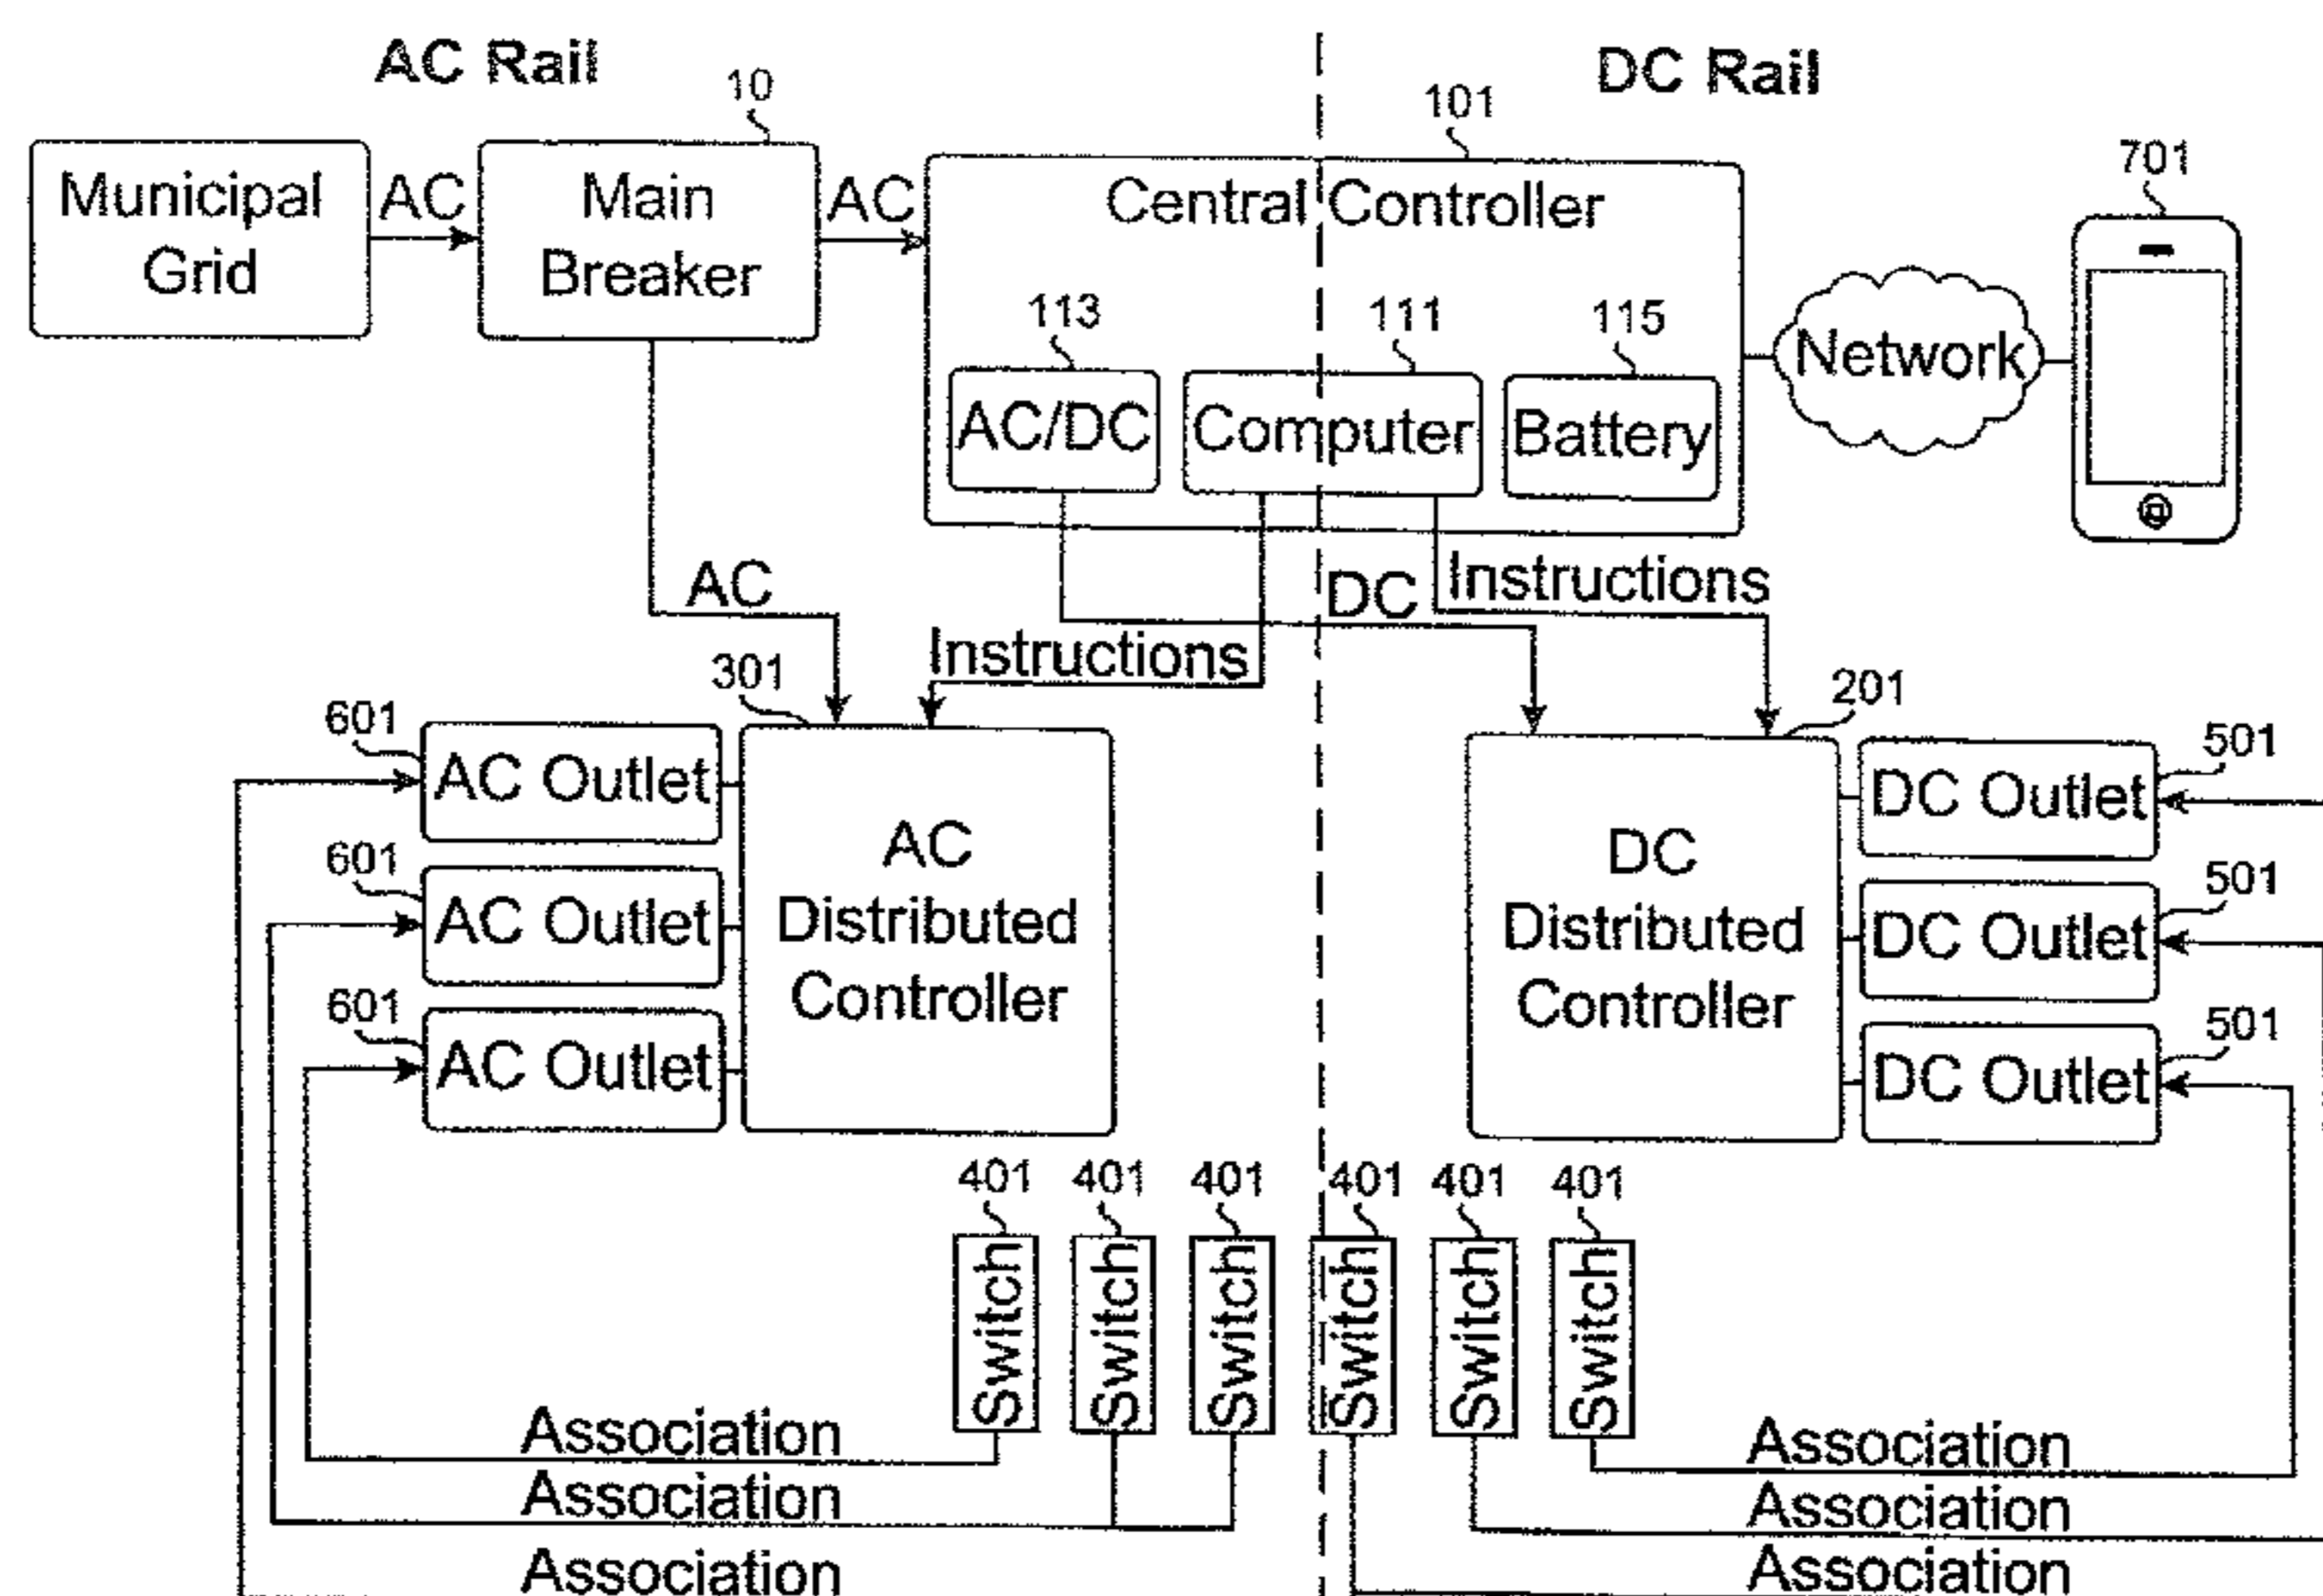 AC Rail
DC Rail
10
101
701
Municipal
Grid
AC
Main
Breaker
AC
Central Controller
113
111
115
AC/DC
Computer
Battery
Network
@
AC
Instructions
DC
Instructions
301
201
601
AC Outlet
601
AC Outlet
601
AC Outlet
AC
Distributed
Controller
DC
Distributed
Controller
501
DC Outlet
501
DC Outlet
501
DC Outlet
401
401
401
401
401
401
Switch
Switch
Switch
Switch
Switch
Switch
Association
Association
Association
Association
Association
Association